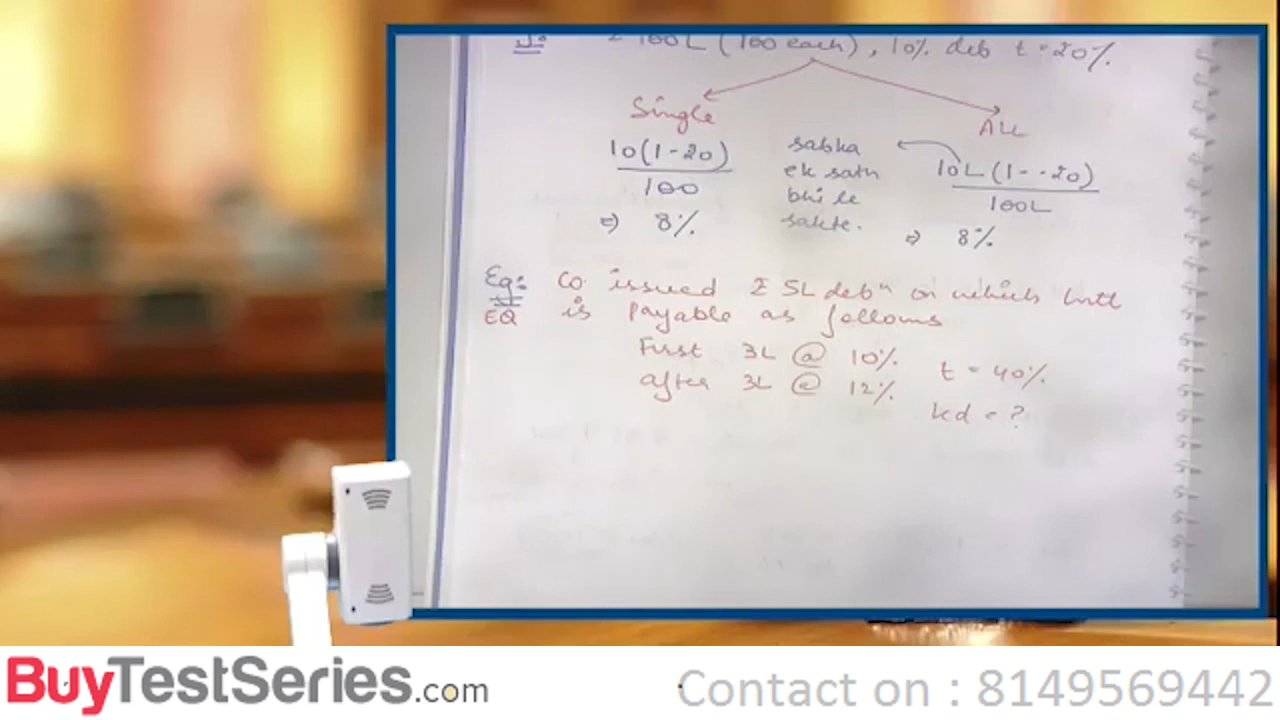 ₹ 100L (100 each), 10% deb t = 20%
Single
ALL
10(1-20)
100
⇒ 8%
sabka
ek sath
bhi le
sakte.
10L(1-.20)
100L
⇒ 8%
Eg:
EQ
Co. issued ₹ 5L debⁿ on which Intt
is payable as follows
First 3L @ 10%
after 3L @ 12%
t = 40%
kd = ?
BuyTestSeries.com
Contact on : 8149569442